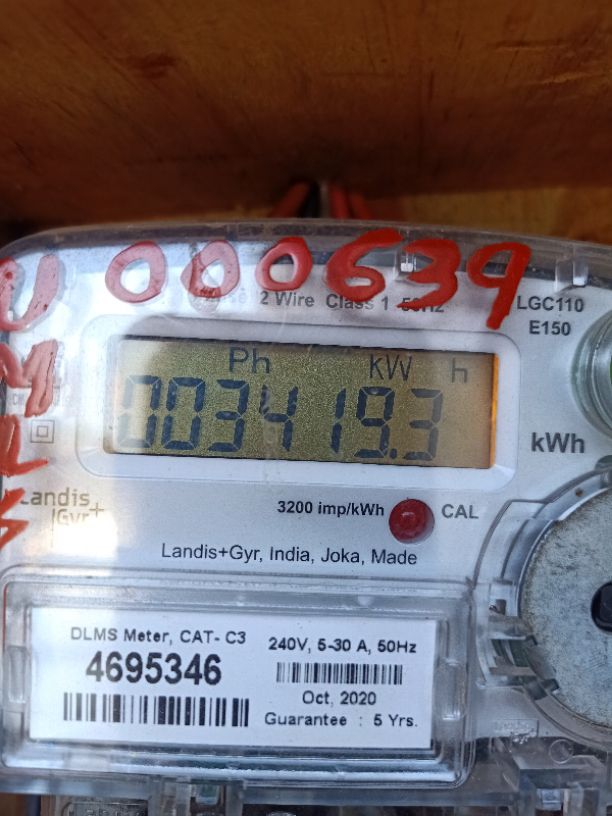 000639
2 Wire Class 1 50Hz
LGC110
E150
Ph kW h
003419.3
kWh
Landis
Gyr+
3200 imp/kWh CAL
Landis+Gyr, India, Joka, Made
DLMS Meter, CAT- C3
4695346
240V, 5-30 A, 50Hz
Oct, 2020
Guarantee : 5 Yrs.